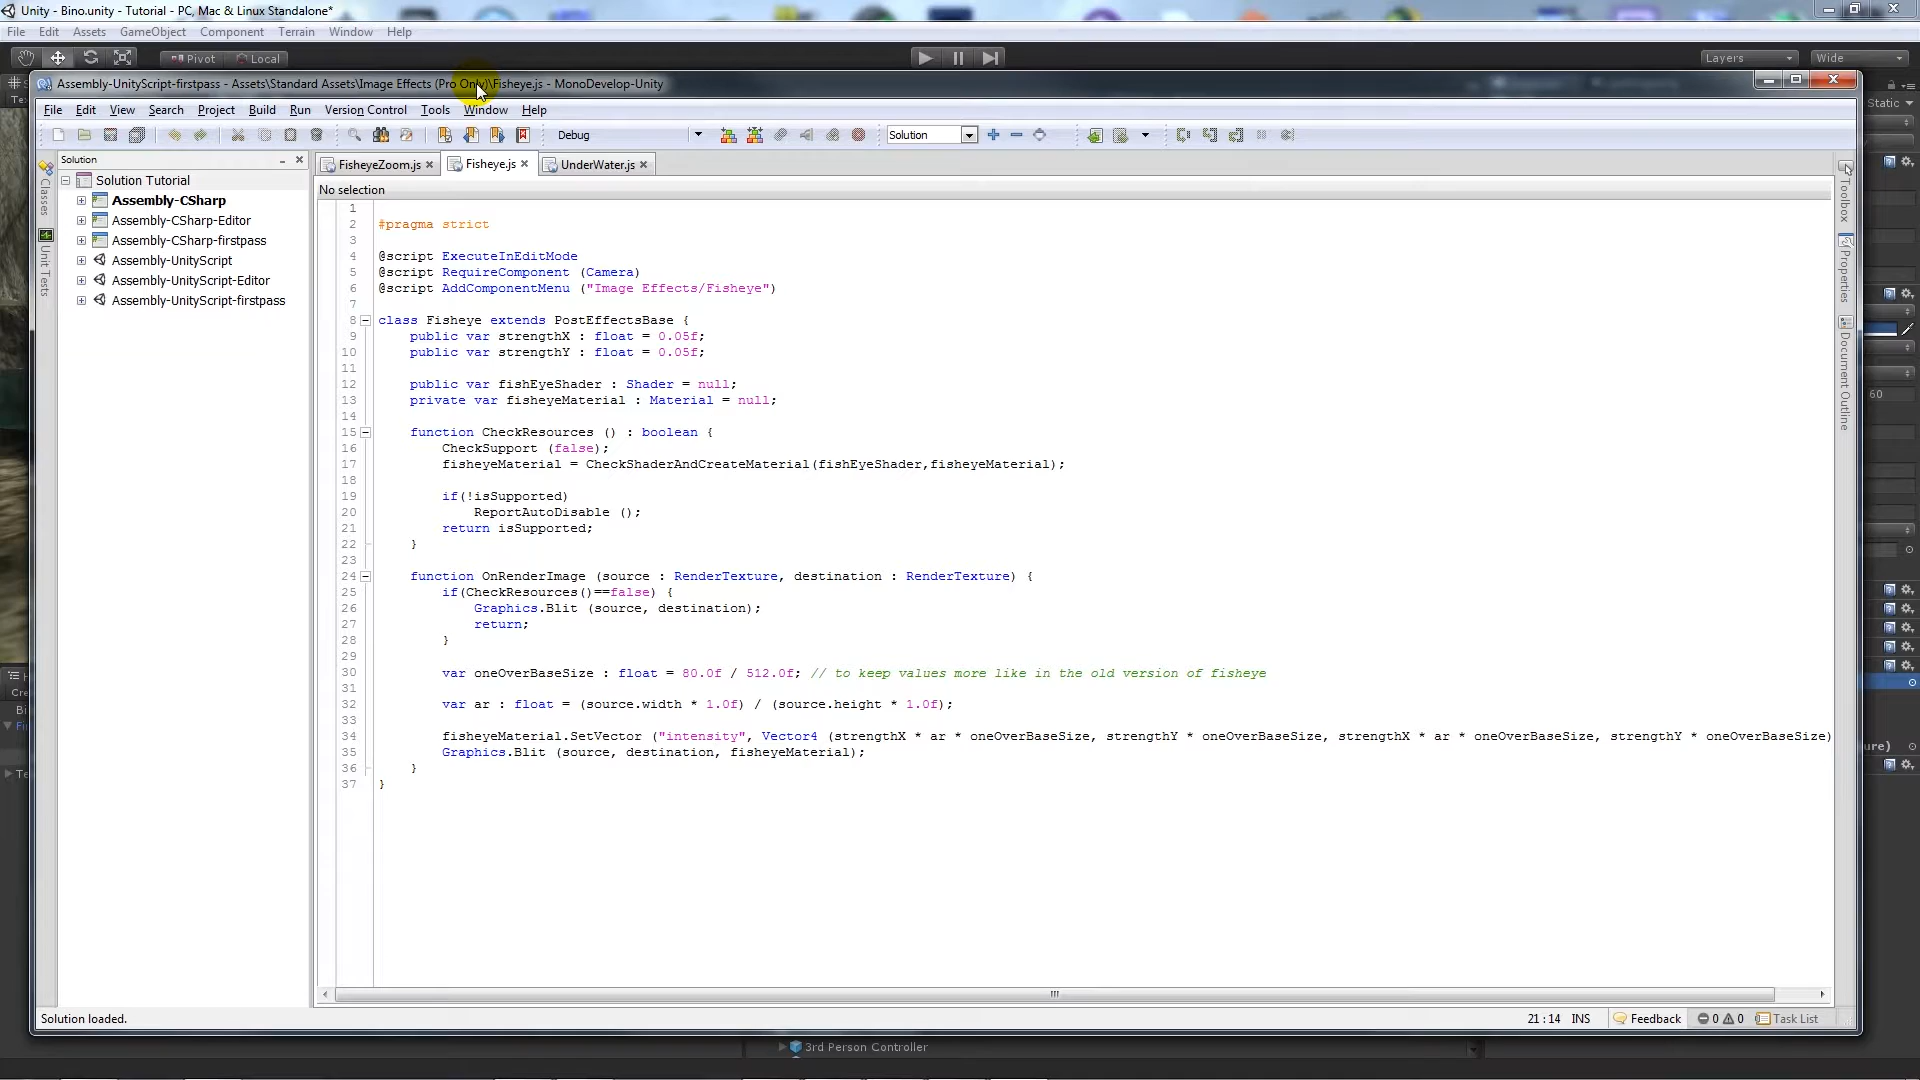 Unity - Bino.unity - Tutorial - PC, Mac & Linux Standalone*
File Edit Assets GameObject Component Terrain Window Help
Pivot Local Layers Wide
Assembly-UnityScript-firstpass - Assets\Standard Assets\Image Effects (Pro Only)\Fisheye.js - MonoDevelop-Unity
Static
File Edit View Search Project Build Run Version Control Tools Window Help
Debug Solution
Solution
FisheyeZoom.js Fisheye.js UnderWater.js
No selection
Solution Tutorial
Assembly-CSharp
Assembly-CSharp-Editor
Assembly-CSharp-firstpass
Assembly-UnityScript
Assembly-UnityScript-Editor
Assembly-UnityScript-firstpass
Classes
Unit Tests
Toolbox
Properties
Document Outline
1
2 #pragma strict
3
4 @script ExecuteInEditMode
5 @script RequireComponent (Camera)
6 @script AddComponentMenu ("Image Effects/Fisheye")
7
8 class Fisheye extends PostEffectsBase {
9 public var strengthX : float = 0.05f;
10 public var strengthY : float = 0.05f;
11
12 public var fishEyeShader : Shader = null;
13 private var fisheyeMaterial : Material = null;
14
15 function CheckResources () : boolean {
16 CheckSupport (false);
17 fisheyeMaterial = CheckShaderAndCreateMaterial(fishEyeShader,fisheyeMaterial);
18
19 if(!isSupported)
20 ReportAutoDisable ();
21 return isSupported;
22 }
23
24 function OnRenderImage (source : RenderTexture, destination : RenderTexture) {
25 if(CheckResources()==false) {
26 Graphics.Blit (source, destination);
27 return;
28 }
29
30 var oneOverBaseSize : float = 80.0f / 512.0f; // to keep values more like in the old version of fisheye
31
32 var ar : float = (source.width * 1.0f) / (source.height * 1.0f);
33
34 fisheyeMaterial.SetVector ("intensity", Vector4 (strengthX * ar * oneOverBaseSize, strengthY * oneOverBaseSize, strengthX * ar * oneOverBaseSize, strengthY * oneOverBaseSize)
35 Graphics.Blit (source, destination, fisheyeMaterial);
36 }
37 }
60
ure)
Solution loaded.
21 : 14 INS Feedback 0 0 Task List
3rd Person Controller